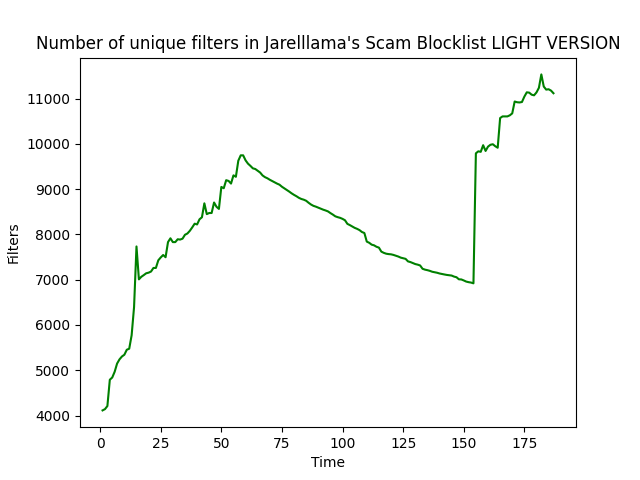 Number of unique filters in Jarelllama's Scam Blocklist LIGHT VERSION
Filters
11000
10000
9000
8000
7000
6000
5000
4000
0 25 50 75 100 125 150 175
Time